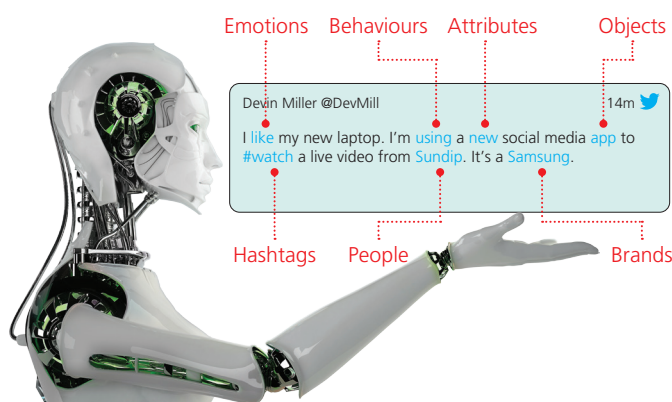 Emotions Behaviours Attributes Objects
Devin Miller @DevMill 14m
I like my new laptop. I'm using a new social media app to
#watch a live video from Sundip. It's a Samsung.
Hashtags People Brands